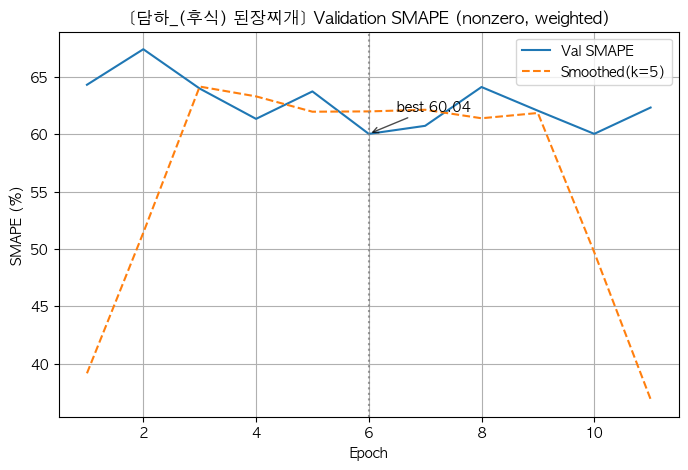 [담하_(후식) 된장찌개] Validation SMAPE (nonzero, weighted)
Val SMAPE
Smoothed(k=5)
best 60.04
SMAPE (%)
65
60
55
50
45
40
2 4 6 8 10
Epoch